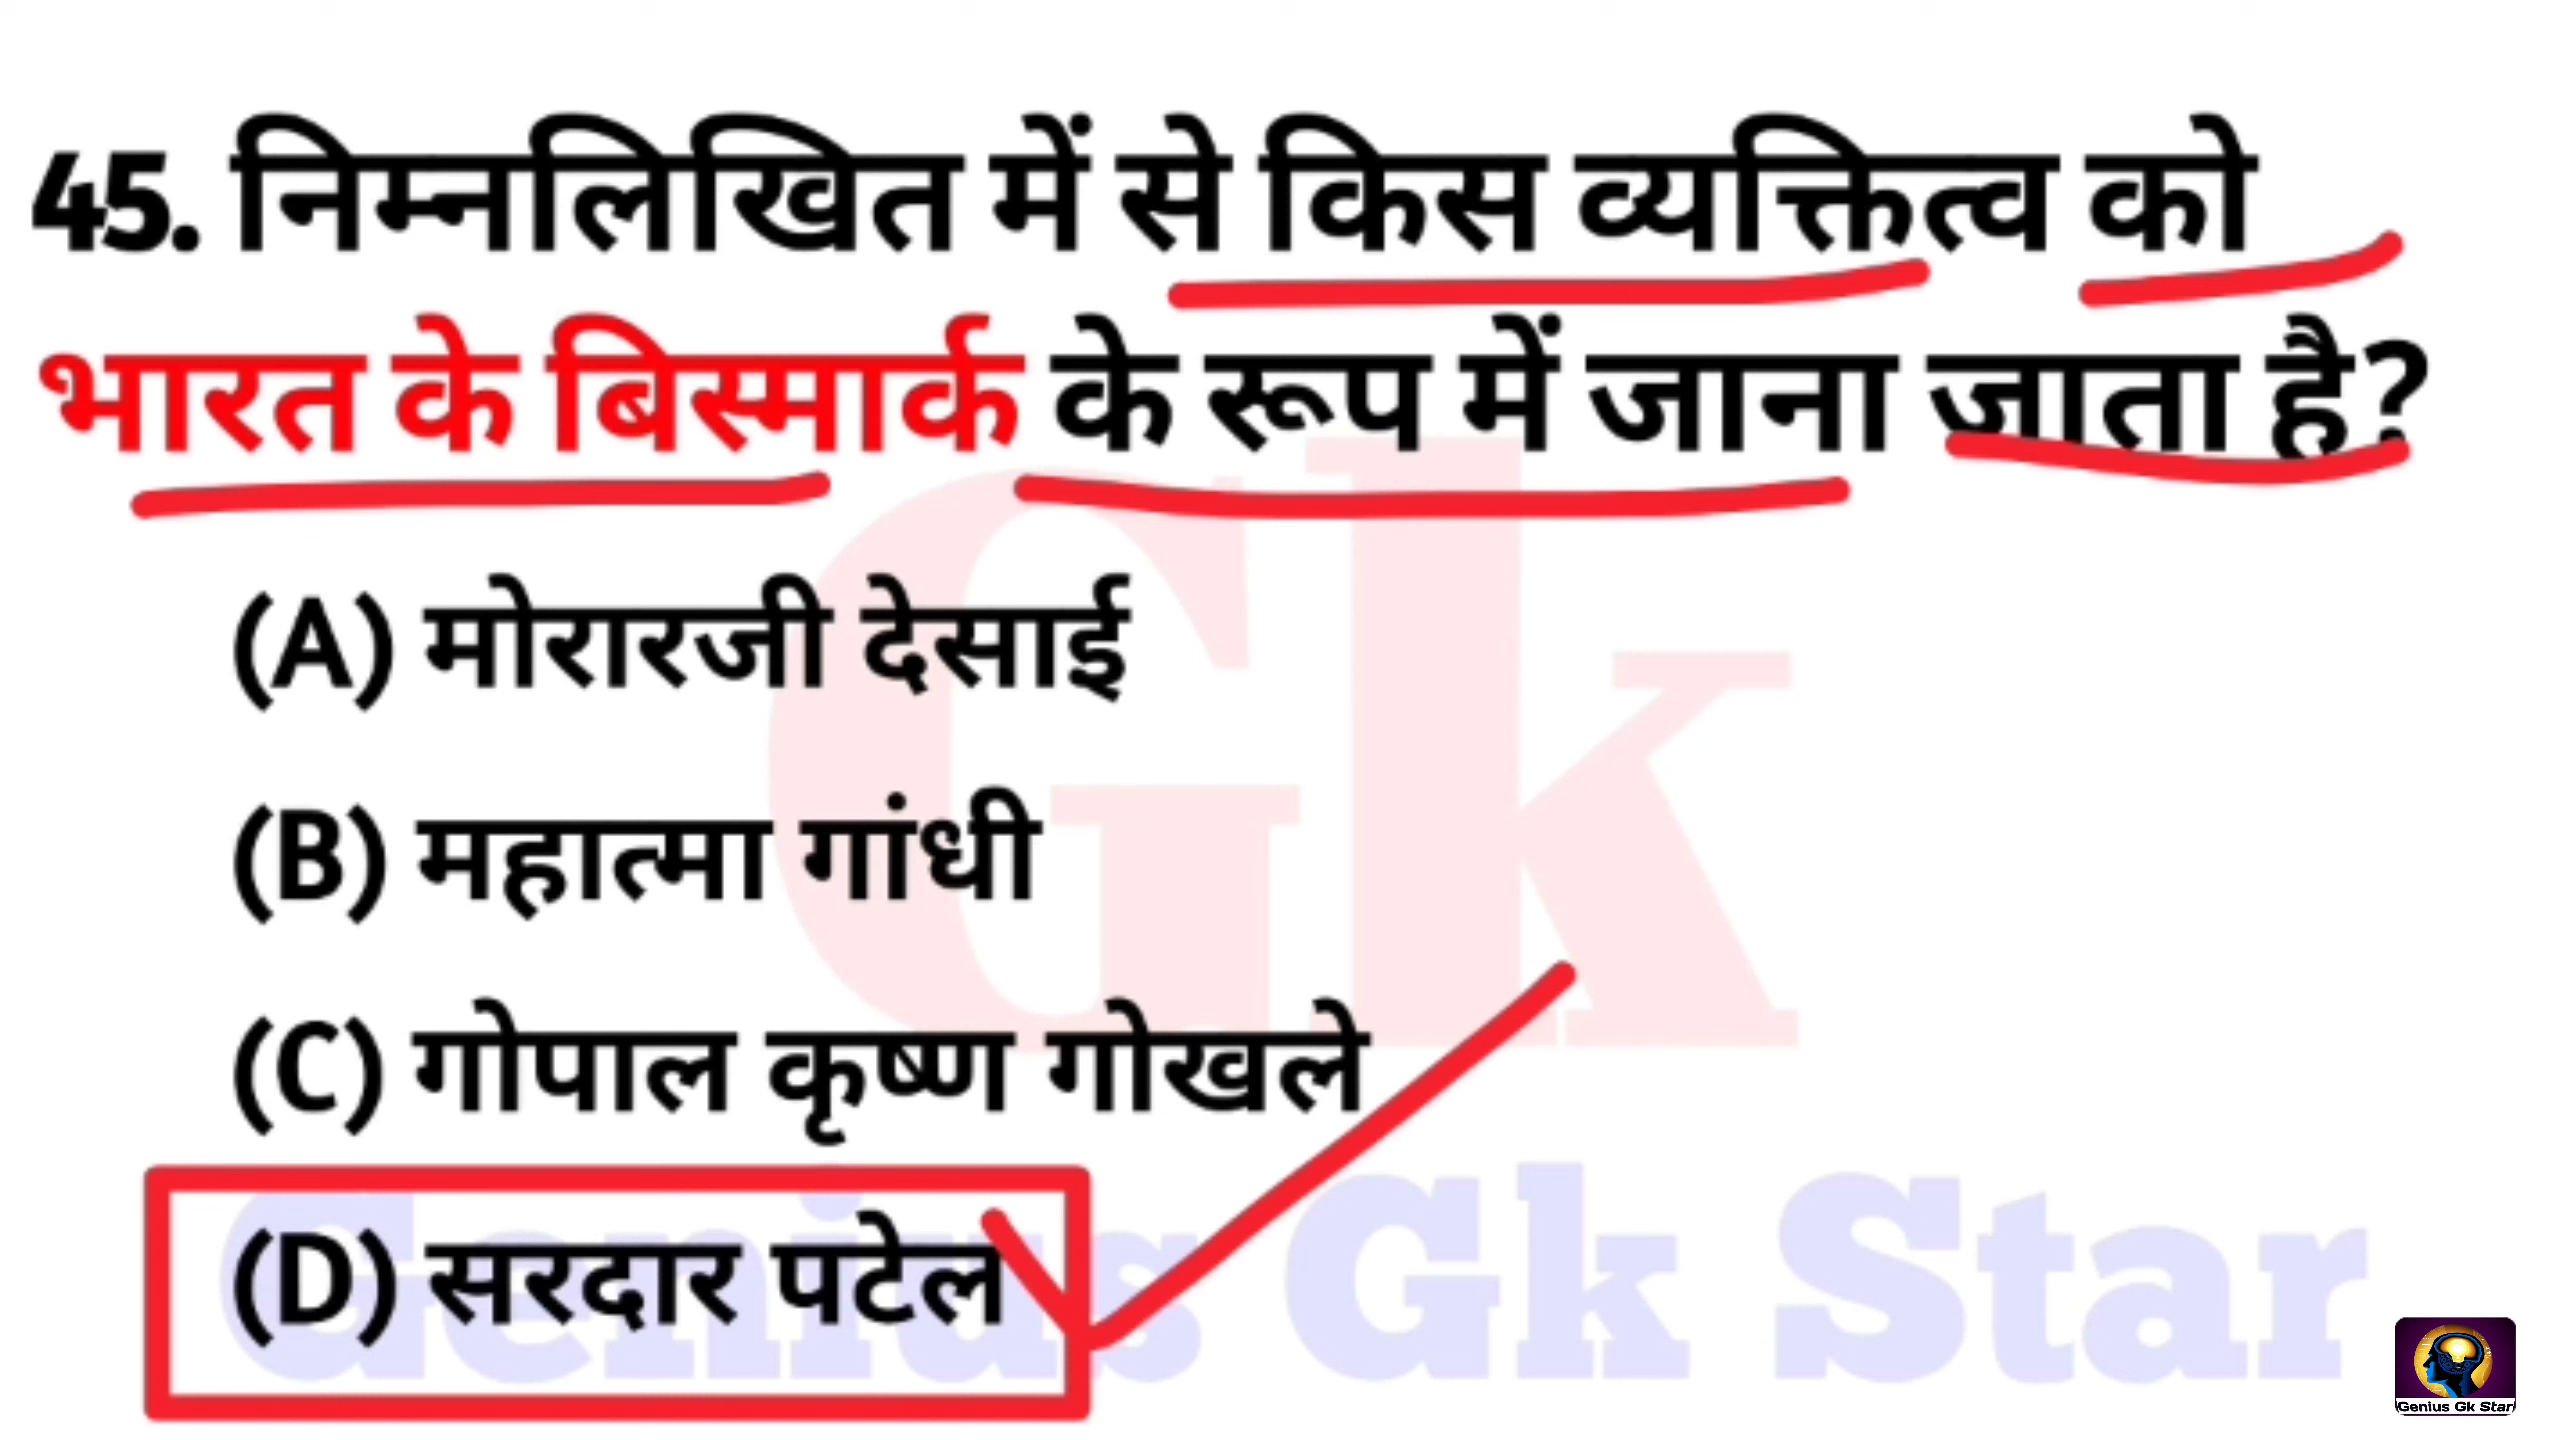 45. निम्नलिखित में से किस व्यक्तित्व को
भारत के बिस्मार्क के रूप में जाना जाता है?
(A) मोरारजी देसाई
(B) महात्मा गांधी
(C) गोपाल कृष्ण गोखले
(D) सरदार पटेल
Gk
Genius Gk Star
Genius Gk Star